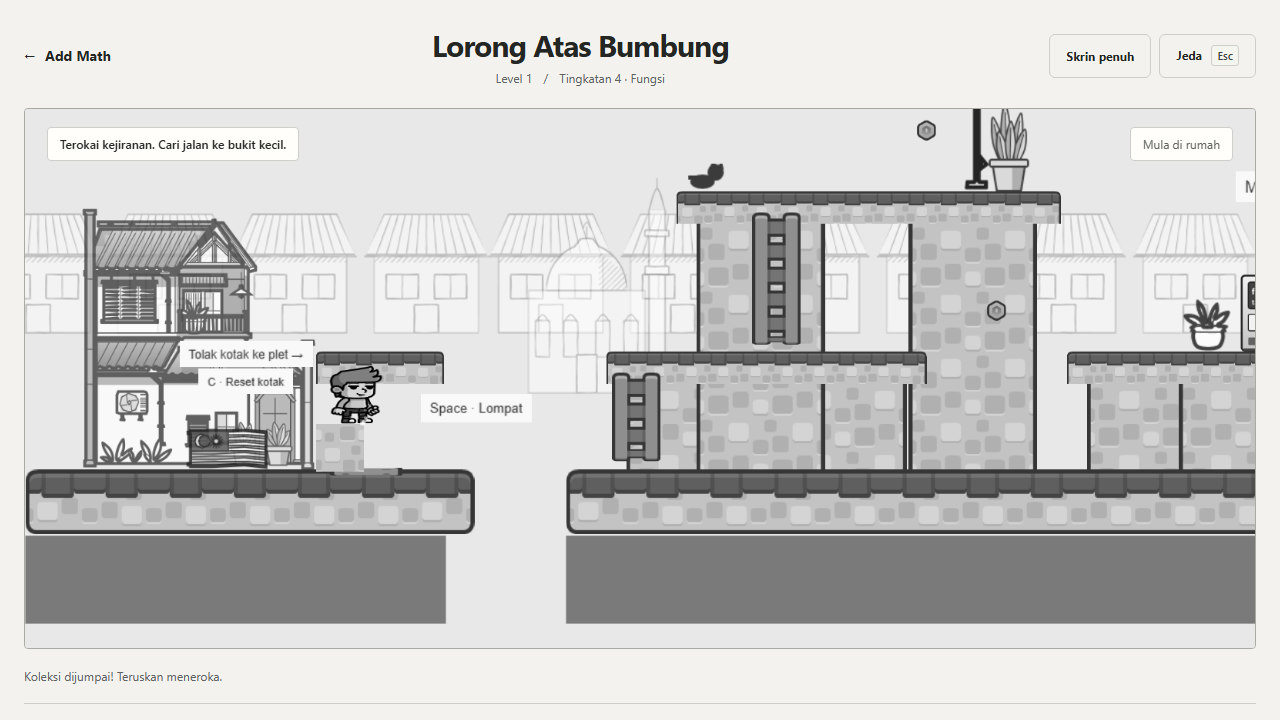 ← Add Math
Lorong Atas Bumbung
Level 1 / Tingkatan 4 · Fungsi
Skrin penuh
Jeda Esc
Terokai kejiranan. Cari jalan ke bukit kecil.
Mula di rumah
M
Tolak kotak ke plet →
C · Reset kotak
Space · Lompat
Koleksi dijumpai! Teruskan meneroka.